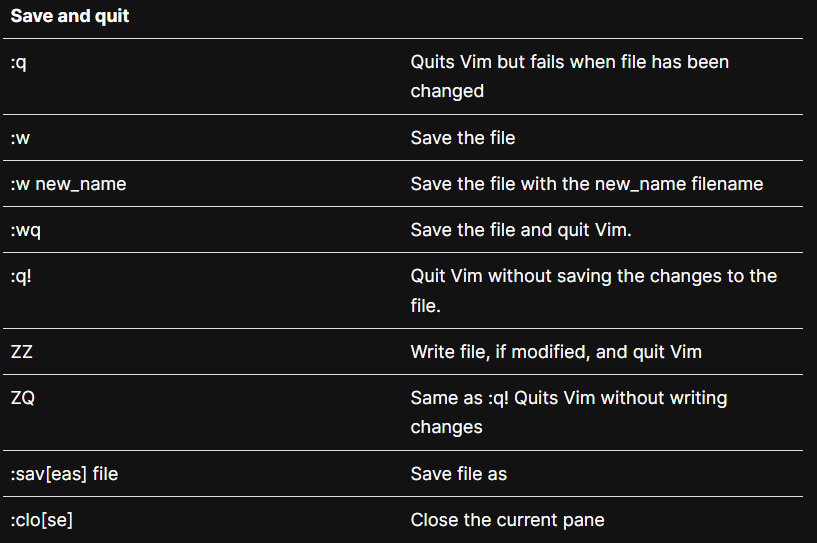 Save and quit
:q
Quits Vim but fails when file has been
changed
:w
Save the file
:w new_name
Save the file with the new_name filename
:wq
Save the file and quit Vim.
:q!
Quit Vim without saving the changes to the
file.
ZZ
Write file, if modified, and quit Vim
ZQ
Same as :q! Quits Vim without writing
changes
:sav[eas] file
Save file as
:clo[se]
Close the current pane